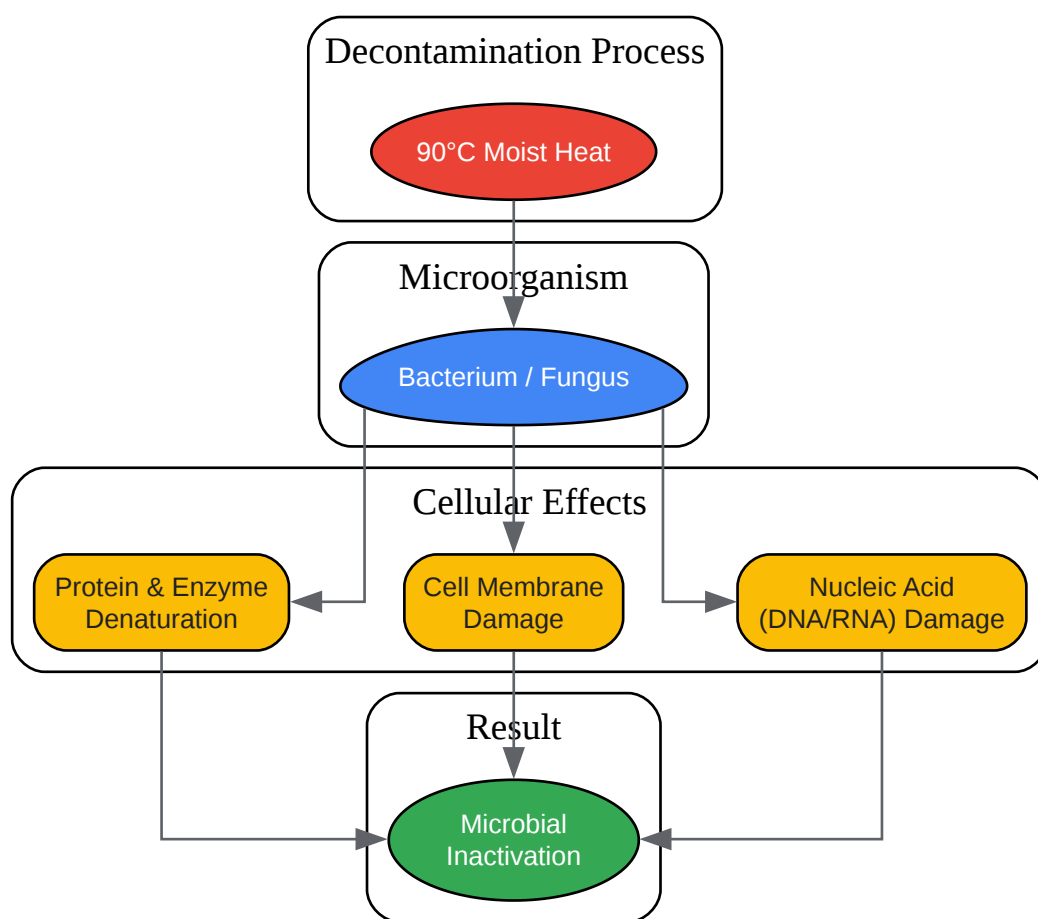 Decontamination Process
90°C Moist Heat
Microorganism
Bacterium / Fungus
Cellular Effects
Protein & Enzyme
Denaturation
Cell Membrane
Damage
Nucleic Acid
(DNA/RNA) Damage
Result
Microbial
Inactivation